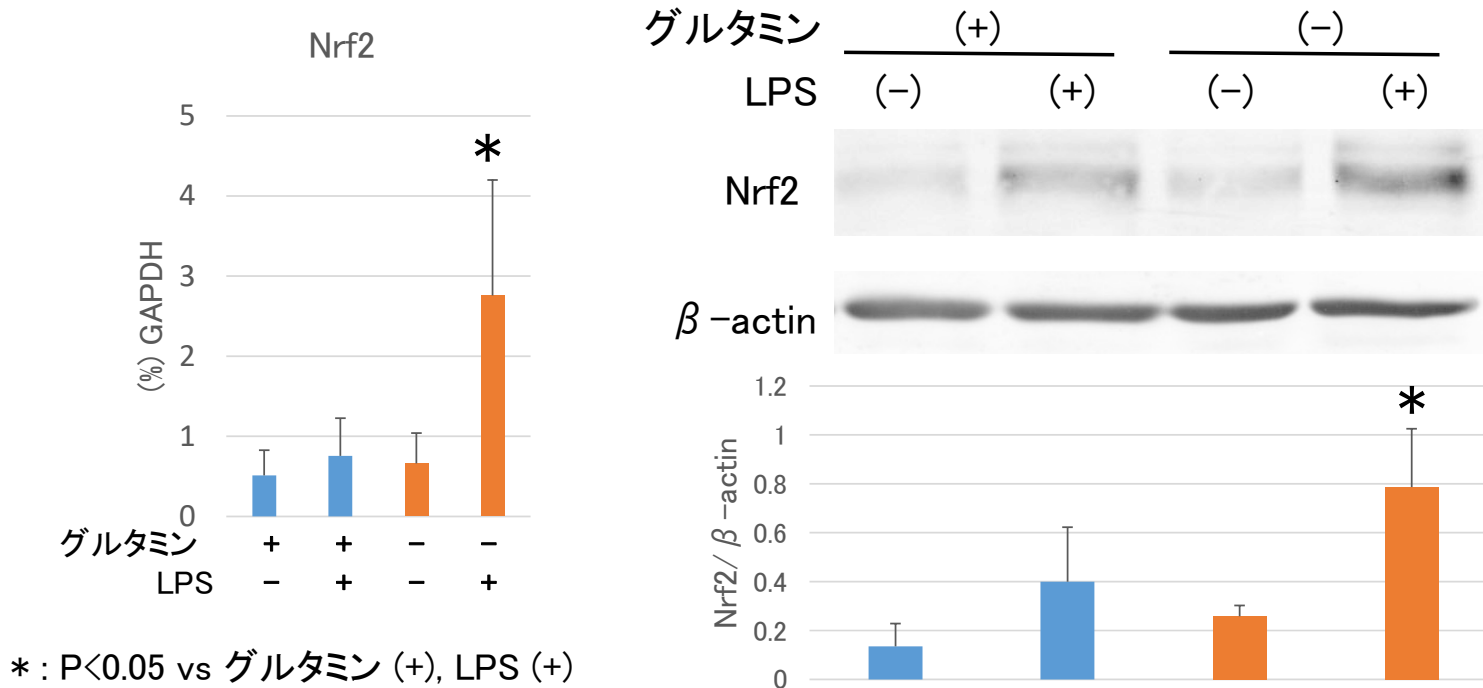 Nrf2
5
4
3
2
1
0
(%) GAPDH
*
グルタミン + + − −
LPS − + − +
* : P<0.05 vs グルタミン (+), LPS (+)
グルタミン (+) (−)
LPS (−) (+) (−) (+)
Nrf2
β-actin
1.2
1
0.8
0.6
0.4
0.2
0
Nrf2/β-actin
*